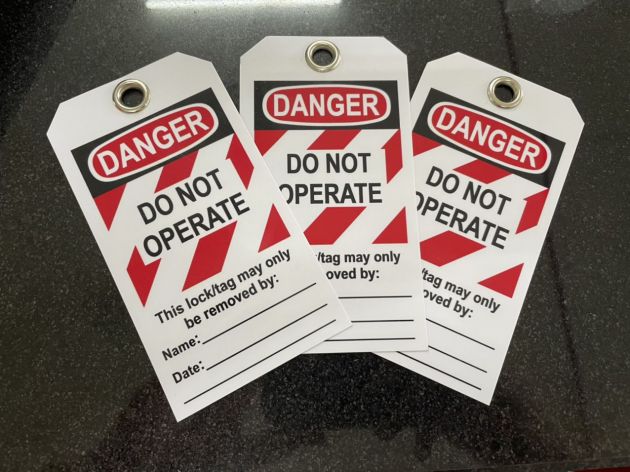 DANGER
DO NOT
OPERATE
This lock/tag may only
be removed by:
Name:
Date:
DANGER
DO NOT
OPERATE
/tag may only
oved by:
DANGER
DO NOT
OPERATE
/tag may only
oved by: